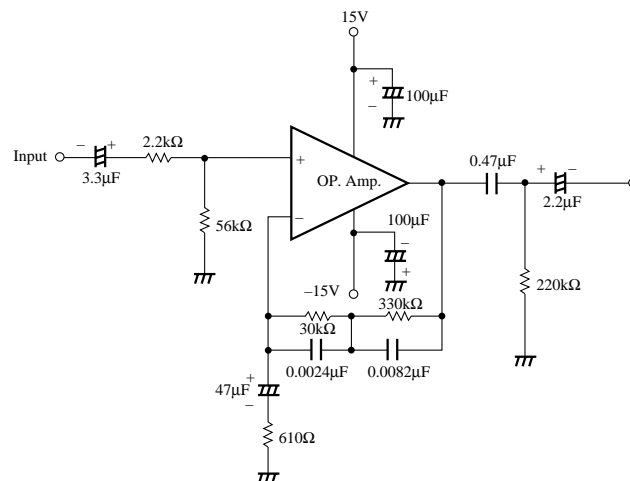 15V
+
100μF
−
Input
− +
3.3μF
2.2kΩ
+
OP. Amp.
−
56kΩ
100μF
−
+
−15V
0.47μF
+ −
2.2μF
220kΩ
30kΩ
330kΩ
0.0024μF
0.0082μF
47μF
+
−
610Ω